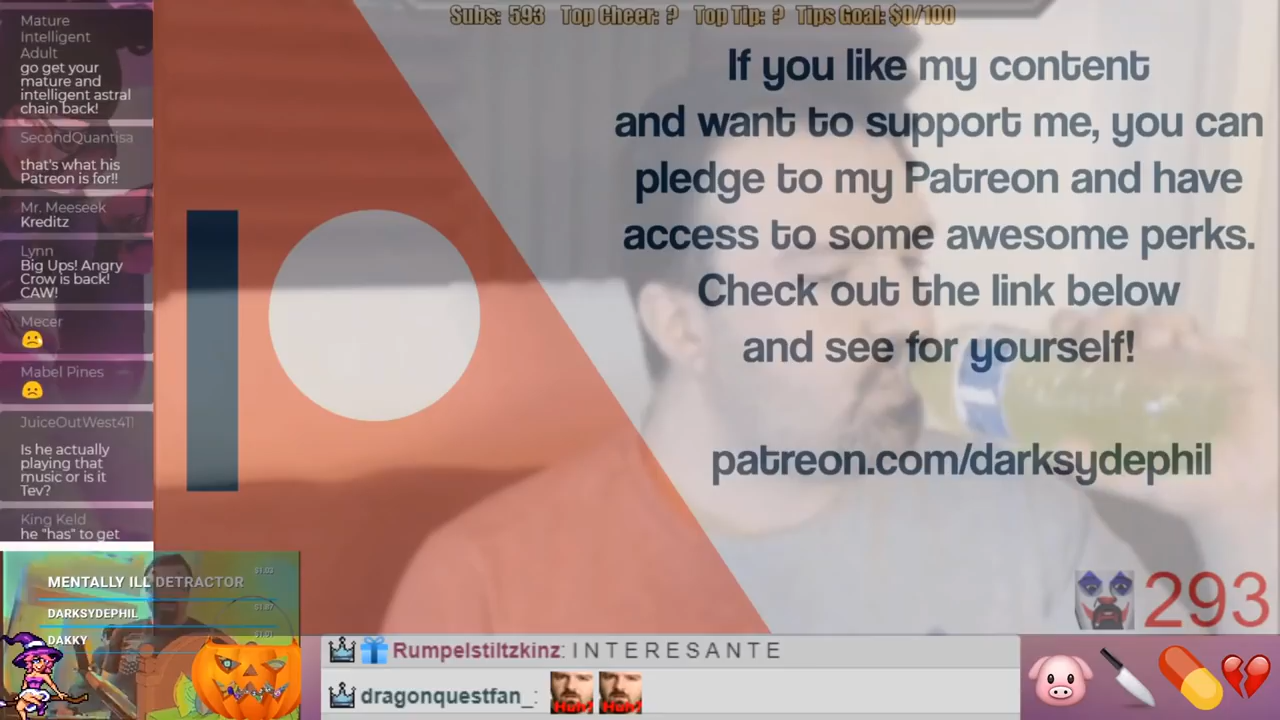 Subs: 593 Top Cheer: ? Top Tip: ? Tips Goal: $0/100
Mature
Intelligent
Adult
go get your
mature and
intelligent astral
chain back!
SecondQuantisa
that's what his
Patreon is for!!
Mr. Meeseek
Kreditz
Lynn
Big Ups! Angry
Crow is back!
CAW!
Mecer
Mabel Pines
JuiceOutWest411
Is he actually
playing that
music or is it
Tev?
King Keld
he "has" to get
If you like my content
and want to support me, you can
pledge to my Patreon and have
access to some awesome perks.
Check out the link below
and see for yourself!
patreon.com/darksydephil
293
MENTALLY ILL DETRACTOR
DARKSYDEPHIL
DAKKY
Rumpelstiltzkinz: I N T E R E S A N T E
dragonquestfan_: